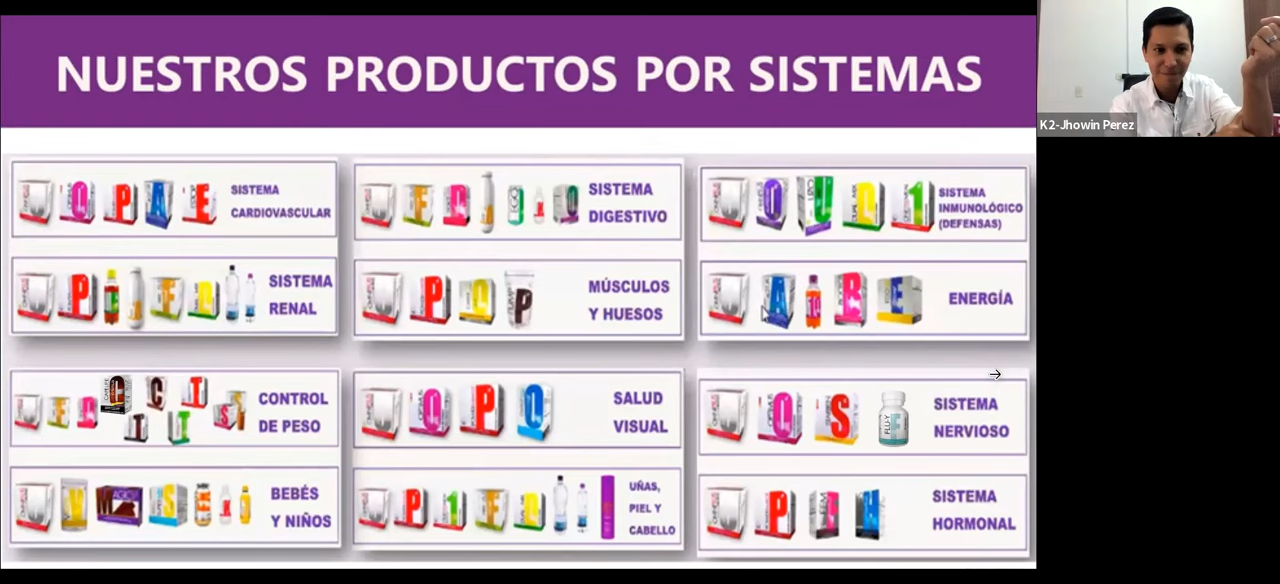 NUESTROS PRODUCTOS POR SISTEMAS
K2-Jhowin Perez
SISTEMA
CARDIOVASCULAR
SISTEMA
DIGESTIVO
SISTEMA
INMUNOLÓGICO
(DEFENSAS)
SISTEMA
RENAL
MÚSCULOS
Y HUESOS
ENERGÍA
CONTROL
DE PESO
SALUD
VISUAL
SISTEMA
NERVIOSO
BEBÉS
Y NIÑOS
UÑAS,
PIEL Y
CABELLO
SISTEMA
HORMONAL